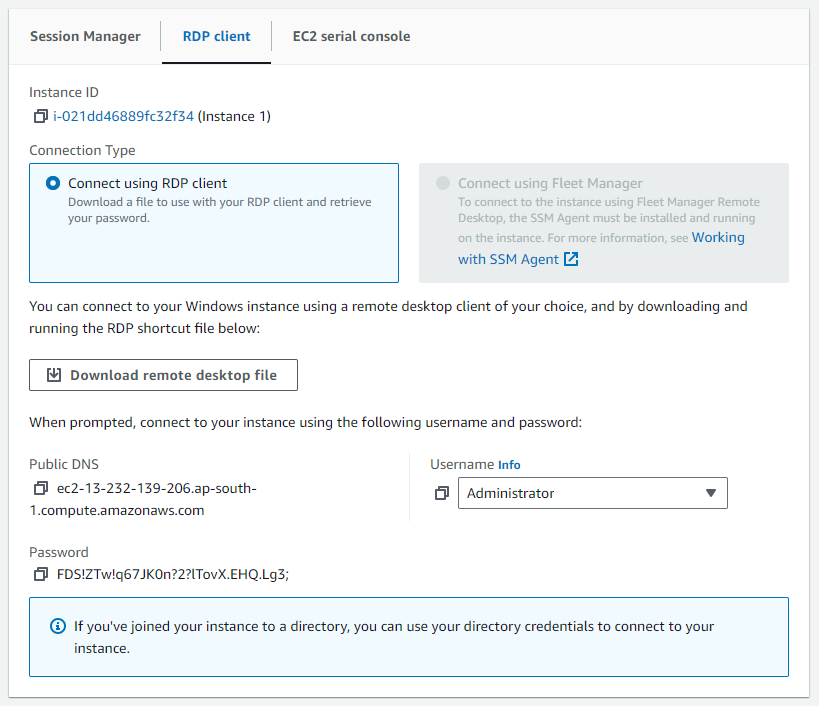 Session Manager
RDP client
EC2 serial console
Instance ID
i-021dd46889fc32f34 (Instance 1)
Connection Type
Connect using RDP client
Download a file to use with your RDP client and retrieve
your password.
Connect using Fleet Manager
To connect to the instance using Fleet Manager Remote
Desktop, the SSM Agent must be installed and running
on the instance. For more information, see Working
with SSM Agent
You can connect to your Windows instance using a remote desktop client of your choice, and by downloading and
running the RDP shortcut file below:
Download remote desktop file
When prompted, connect to your instance using the following username and password:
Public DNS
ec2-13-232-139-206.ap-south-
1.compute.amazonaws.com
Username Info
Administrator
Password
FDS!ZTw!q67JK0n?2?lTovX.EHQ.Lg3;
If you've joined your instance to a directory, you can use your directory credentials to connect to your
instance.